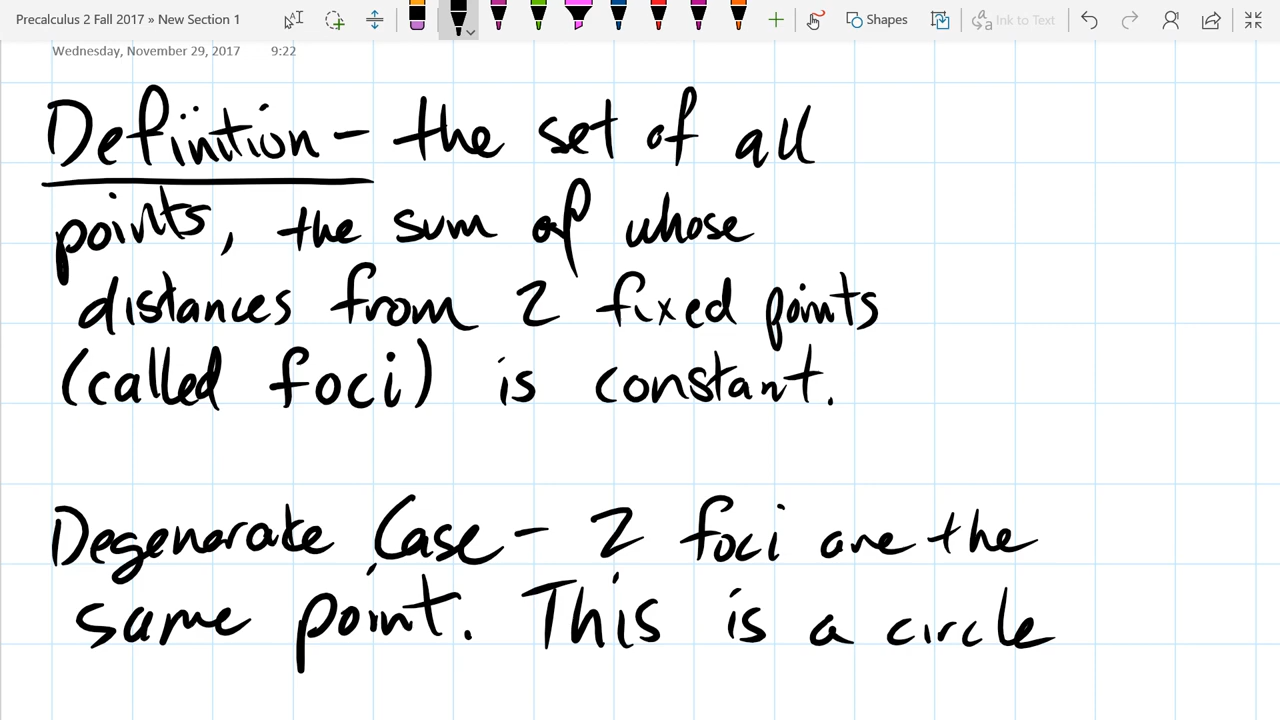 Precalculus 2 Fall 2017 » New Section 1
Shapes
Ink to Text
Wednesday, November 29, 2017 9:22
Definition - the set of all
points, the sum of whose
distances from 2 fixed points
(called foci) is constant.
Degenerate Case - 2 foci are the
same point. This is a circle